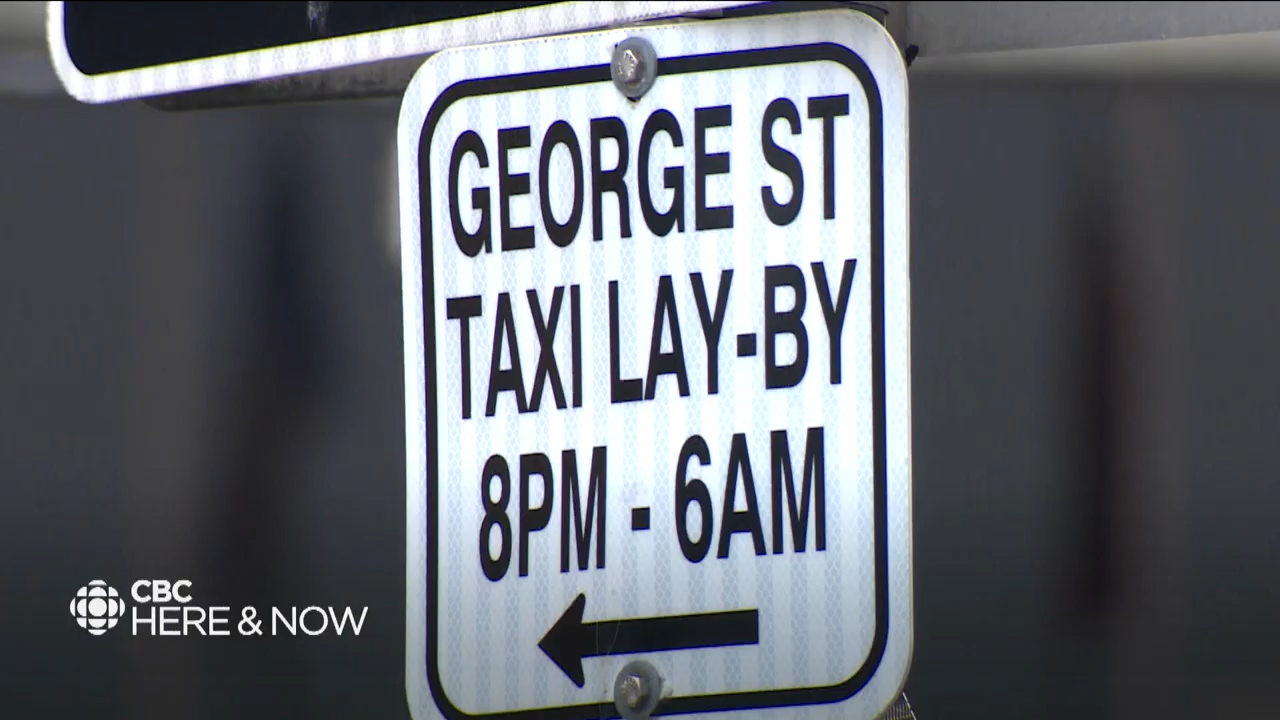 GEORGE ST
TAXI LAY-BY
8PM - 6AM
CBC
HERE & NOW